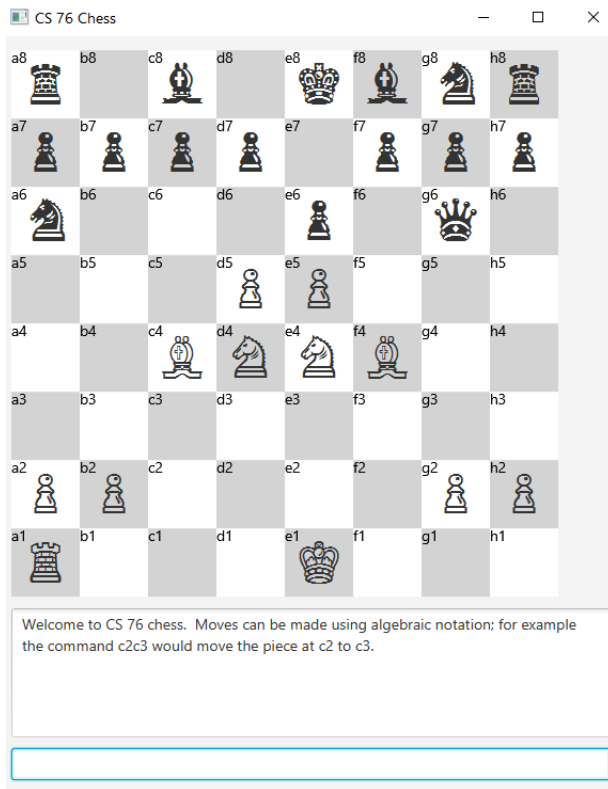 CS 76 Chess
a8 b8 c8 d8 e8 f8 g8 h8
a7 b7 c7 d7 e7 f7 g7 h7
a6 b6 c6 d6 e6 f6 g6 h6
a5 b5 c5 d5 e5 f5 g5 h5
a4 b4 c4 d4 e4 f4 g4 h4
a3 b3 c3 d3 e3 f3 g3 h3
a2 b2 c2 d2 e2 f2 g2 h2
a1 b1 c1 d1 e1 f1 g1 h1
Welcome to CS 76 chess.  Moves can be made using algebraic notation; for example
the command c2c3 would move the piece at c2 to c3.